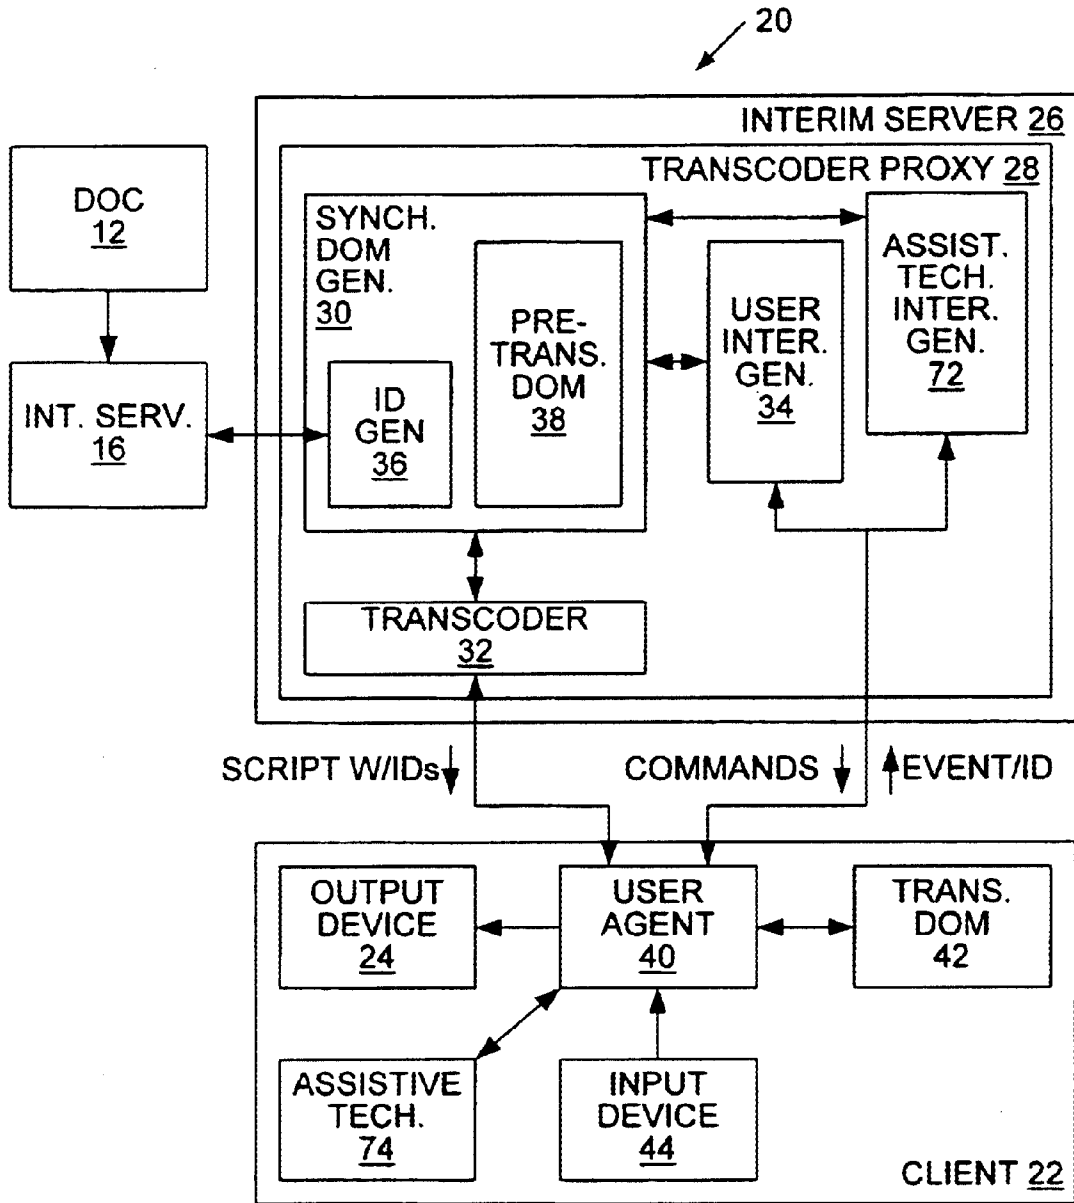 20
INTERIM SERVER 26
TRANSCODER PROXY 28
DOC
12
INT. SERV.
16
SYNCH.
DOM
GEN.
30
ID
GEN
36
PRE-
TRANS.
DOM
38
USER
INTER.
GEN.
34
ASSIST.
TECH.
INTER.
GEN.
72
TRANSCODER
32
SCRIPT W/IDs
COMMANDS
EVENT/ID
OUTPUT
DEVICE
24
USER
AGENT
40
TRANS.
DOM
42
ASSISTIVE
TECH.
74
INPUT
DEVICE
44
CLIENT 22